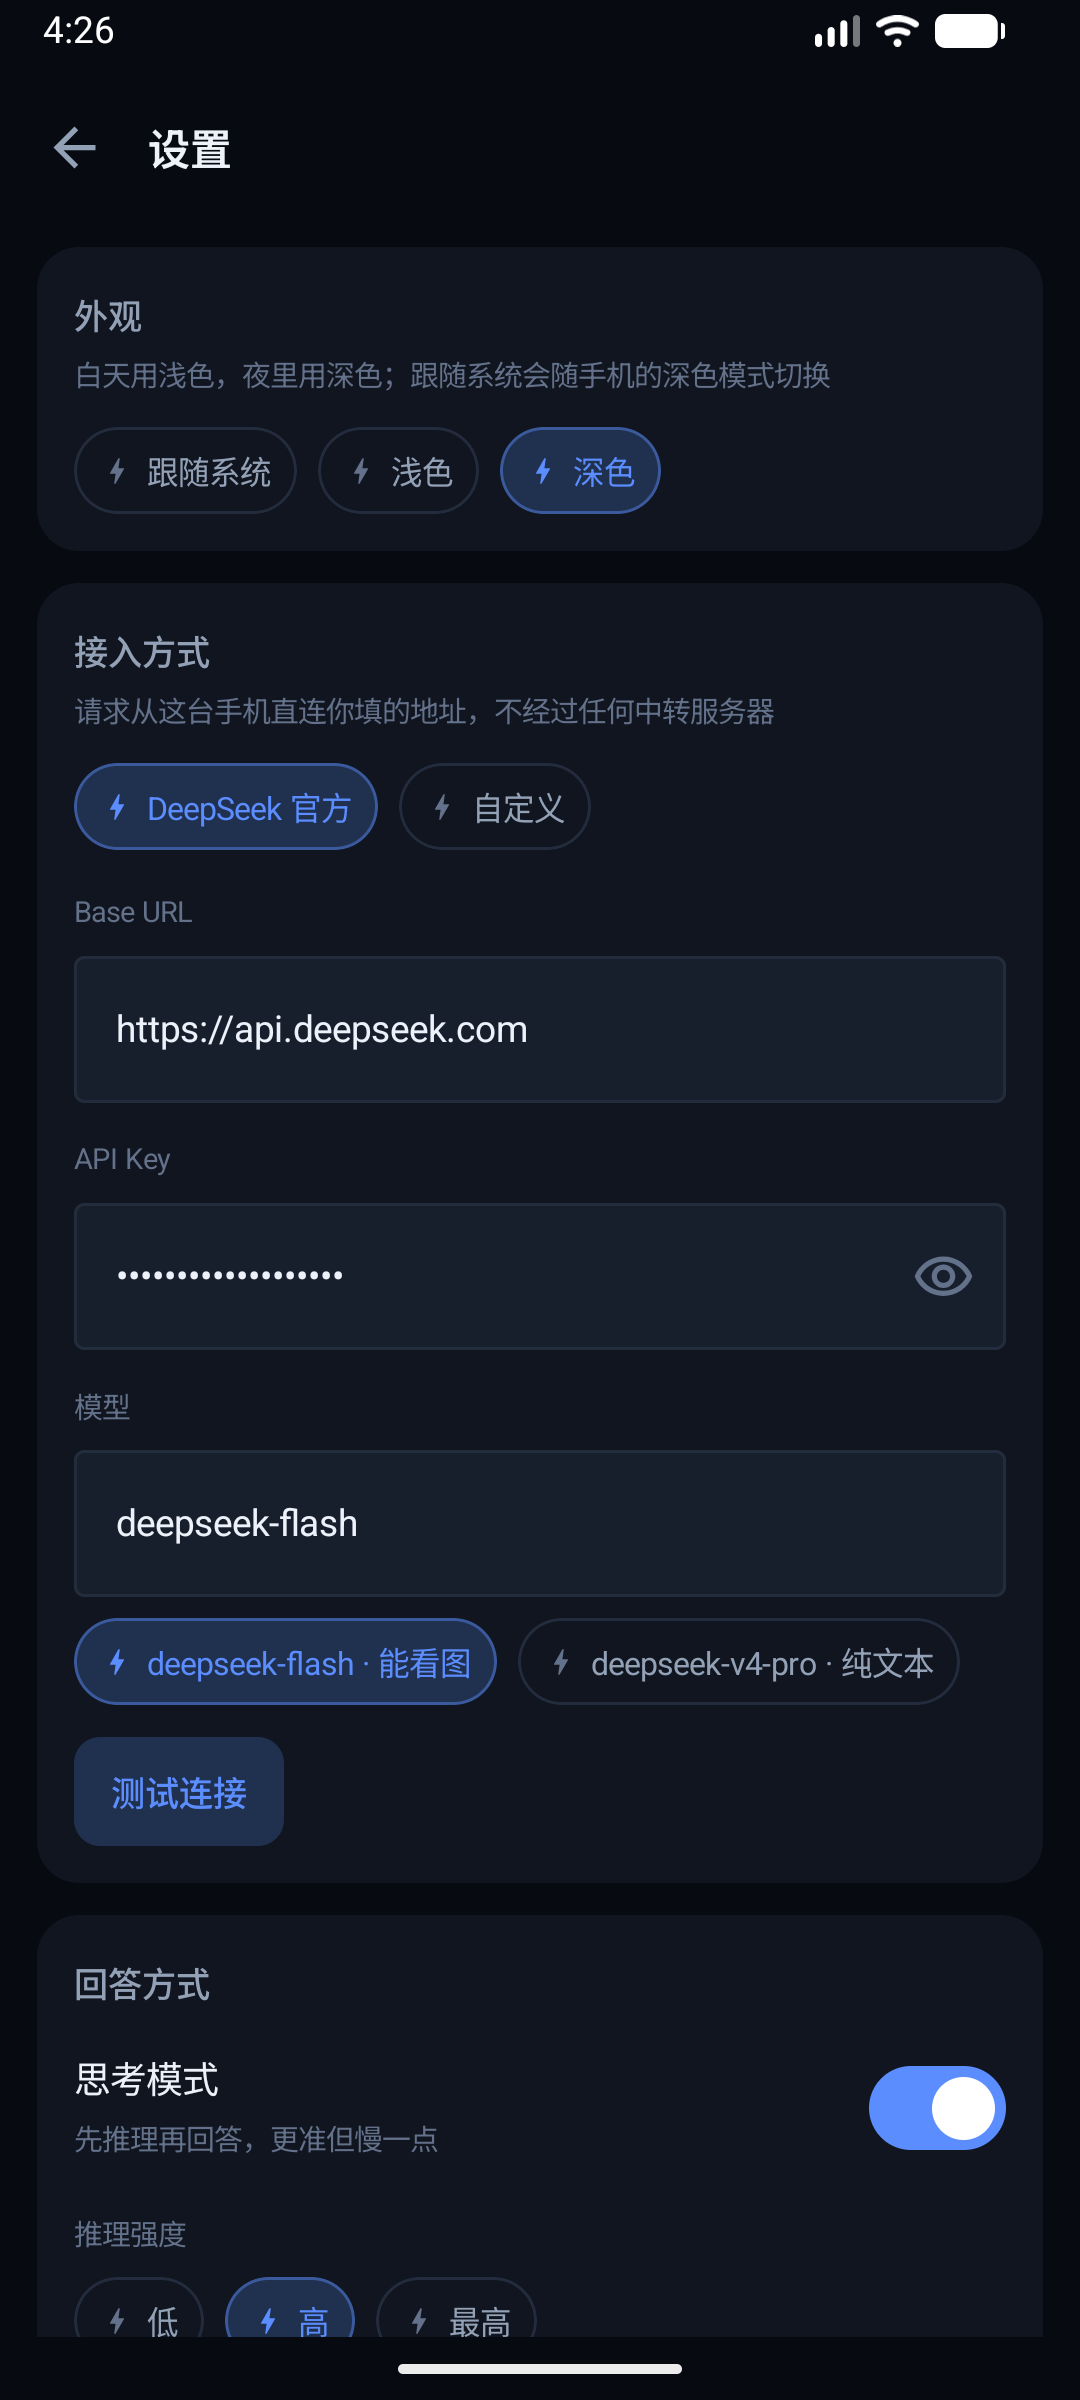 4:26
设置
外观
白天用浅色，夜里用深色；跟随系统会随手机的深色模式切换
跟随系统
浅色
深色
接入方式
请求从这台手机直连你填的地址，不经过任何中转服务器
DeepSeek 官方
自定义
Base URL
https://api.deepseek.com
API Key
•••••••••••••••••••
模型
deepseek-flash
deepseek-flash · 能看图
deepseek-v4-pro · 纯文本
测试连接
回答方式
思考模式
先推理再回答，更准但慢一点
推理强度
低
高
最高